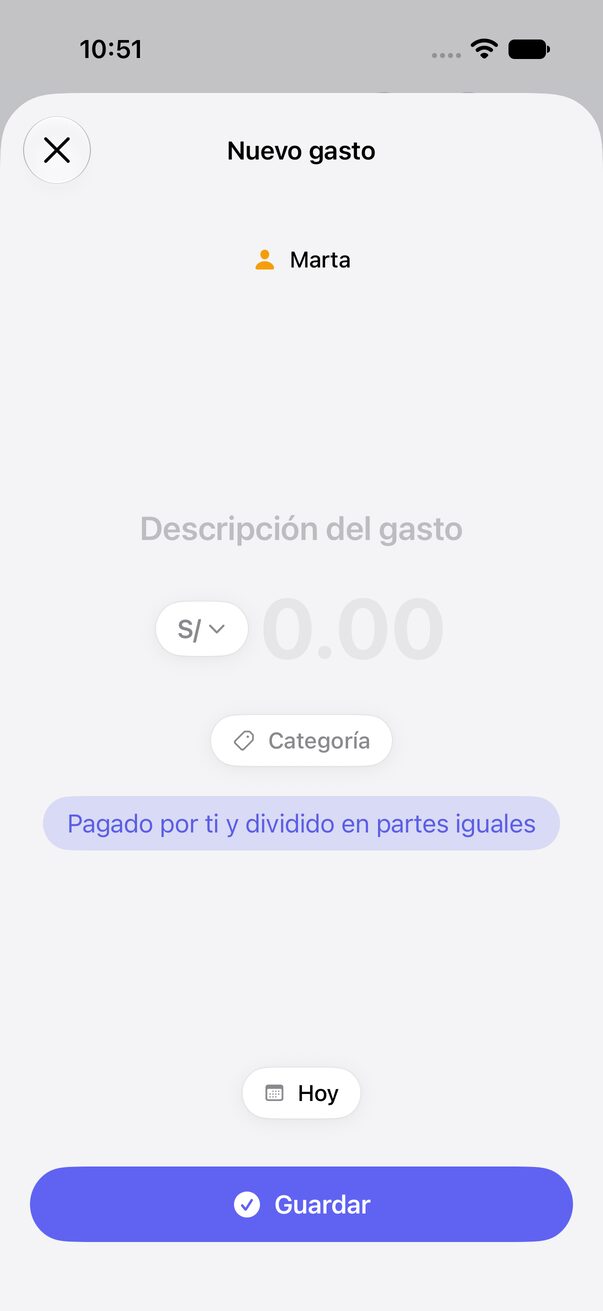 10:51
Nuevo gasto
Marta
Descripción del gasto
S/ 0.00
Categoría
Pagado por ti y dividido en partes iguales
Hoy
Guardar